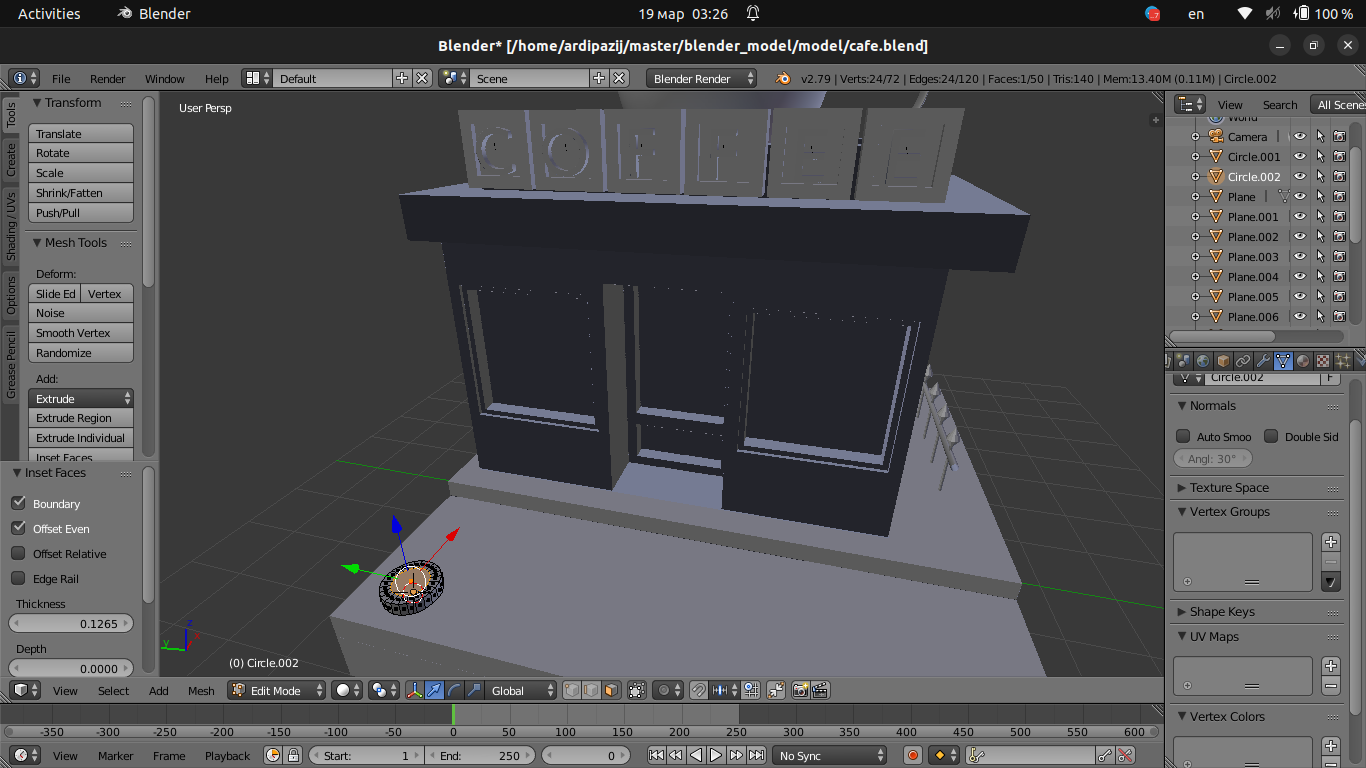 Activities Blender 19 мар 03:26 en 100 %
Blender* [/home/ardipazij/master/blender_model/model/cafe.blend]
File Render Window Help Default Scene Blender Render v2.79 | Verts:24/72 | Edges:24/120 | Faces:1/50 | Tris:140 | Mem:13.40M (0.11M) | Circle.002
Tools
Create
Shading / UVs
Options
Grease Pencil
Transform
Translate
Rotate
Scale
Shrink/Fatten
Push/Pull
Mesh Tools
Deform:
Slide Ed Vertex
Noise
Smooth Vertex
Randomize
Add:
Extrude
Extrude Region
Extrude Individual
Inset Faces
Inset Faces
Boundary
Offset Even
Offset Relative
Edge Rail
Thickness
0.1265
Depth
0.0000
User Persp
COFFEE
z
y
x
(0) Circle.002
View Search All Scenes
World
Camera
Circle.001
Circle.002
Plane
Plane.001
Plane.002
Plane.003
Plane.004
Plane.005
Plane.006
Circle.002 F
Normals
Auto Smoo Double Sid
Angl: 30°
Texture Space
Vertex Groups
Shape Keys
UV Maps
Vertex Colors
View Select Add Mesh Edit Mode Global
-350 -300 -250 -200 -150 -100 -50 0 50 100 150 200 250 300 350 400 450 500 550 600
View Marker Frame Playback Start: 1 End: 250 0 No Sync